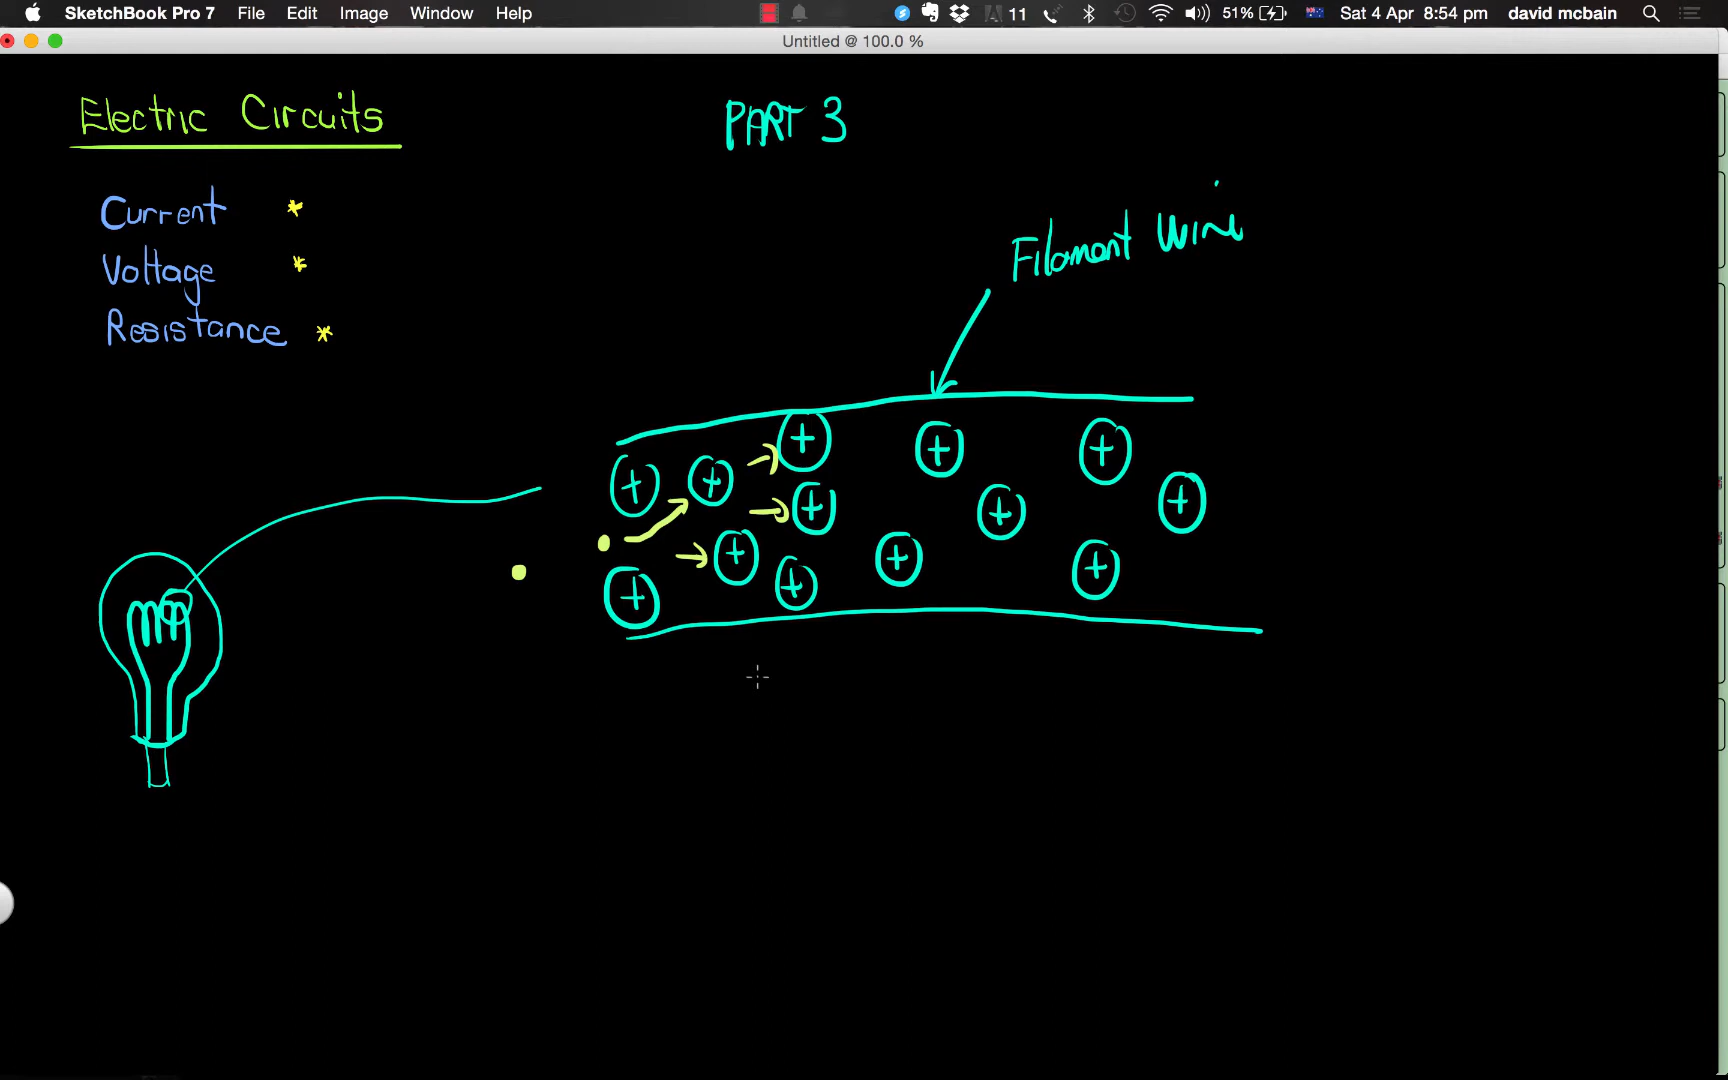 SketchBook Pro 7 File Edit Image Window Help 11 51% Sat 4 Apr 8:54 pm david mcbain
Untitled @ 100.0 %
Electric Circuits
PART 3
Current *
Voltage *
Resistance *
Filament Wire
+ + + + + + + + + + + + + +